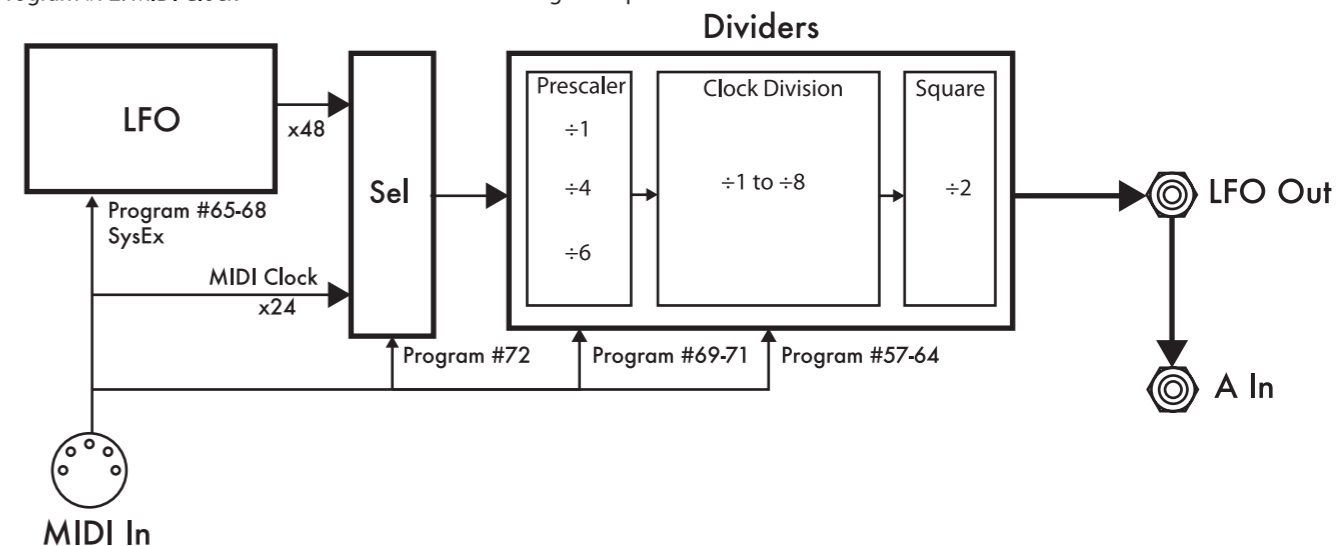 Dividers
LFO
x48
Sel
Prescaler
÷1
÷4
÷6
Clock Division
÷1 to ÷8
Square
÷2
LFO Out
Program #65-68
SysEx
MIDI Clock
x24
Program #72
Program #69-71
Program #57-64
A In
MIDI In